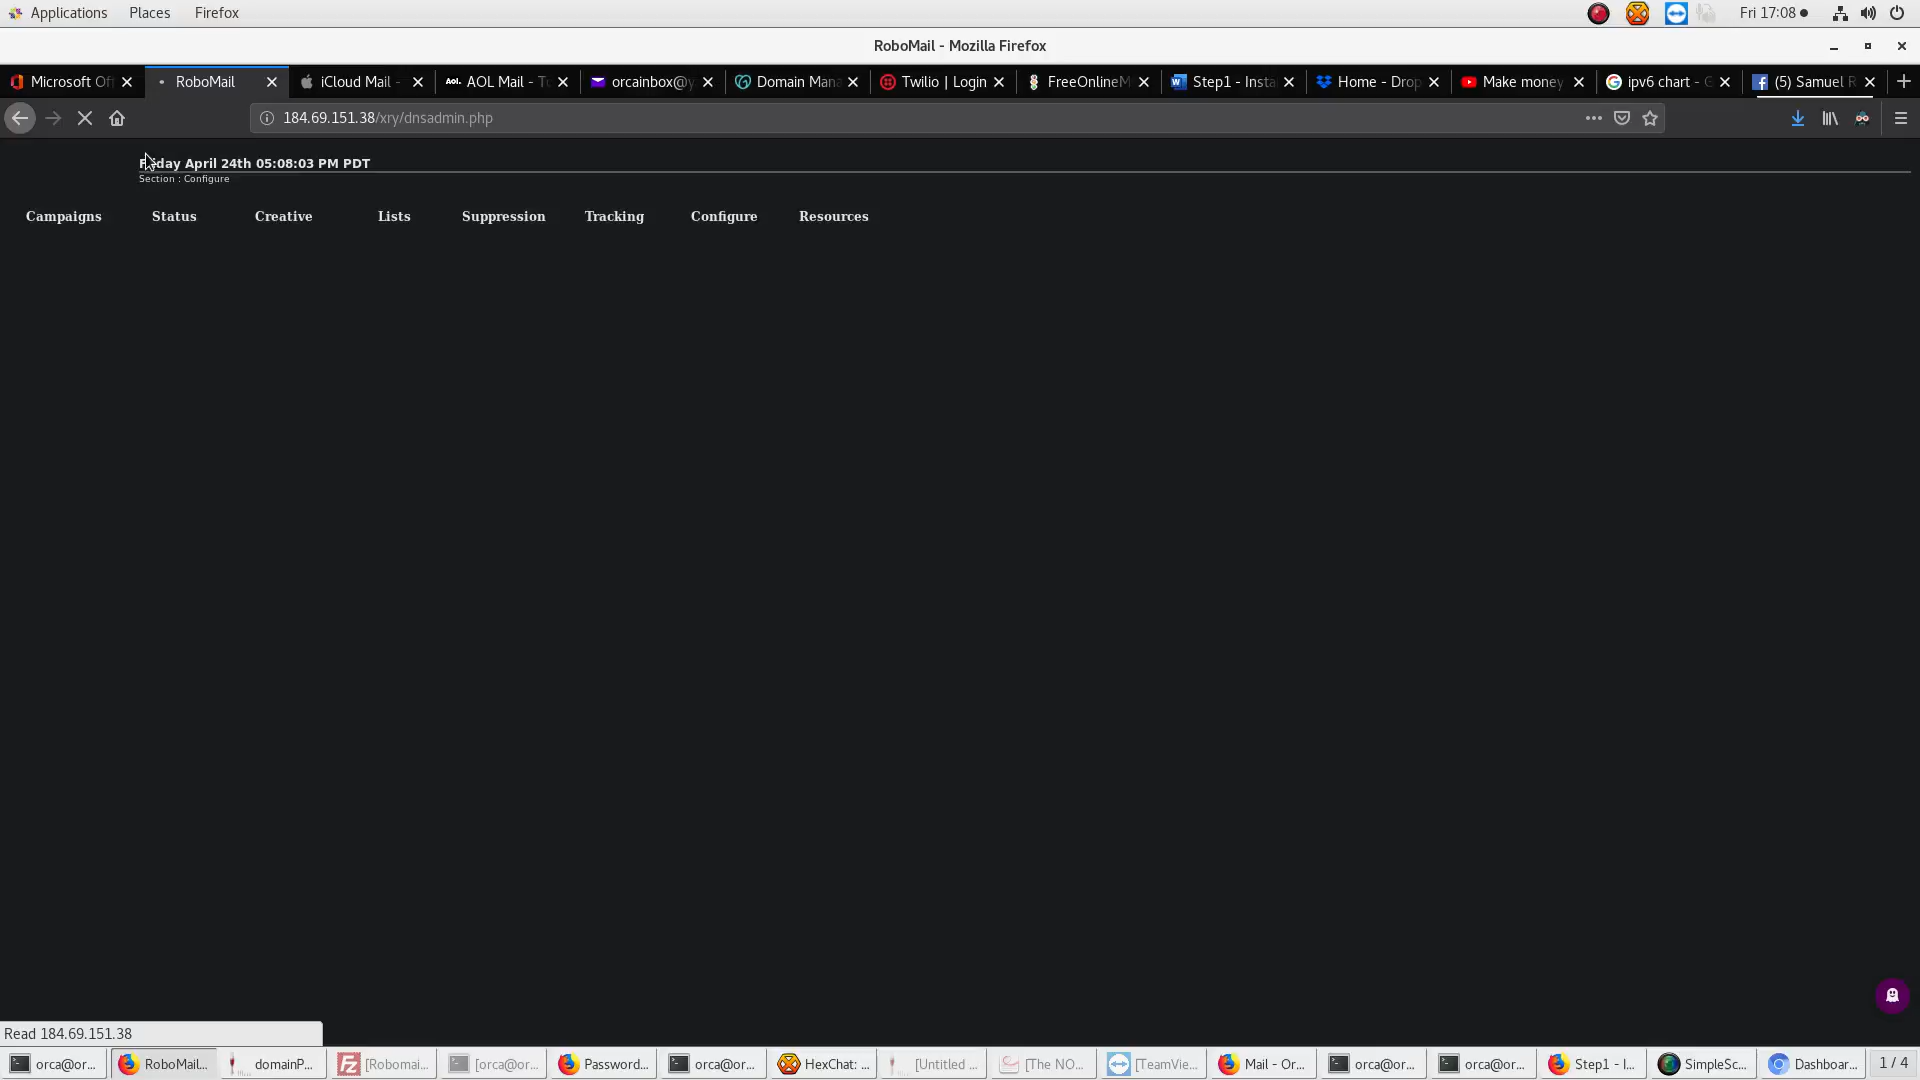 Applications Places Firefox Fri 17:08
RoboMail - Mozilla Firefox
Microsoft Of RoboMail iCloud Mail - AOL Mail - Tu orcainbox@y Domain Mana Twilio | Login FreeOnlineM Step1 - Insta Home - Drop Make money ipv6 chart - G (5) Samuel R
184.69.151.38/xry/dnsadmin.php
Friday April 24th 05:08:03 PM PDT
Section : Configure
Campaigns Status Creative Lists Suppression Tracking Configure Resources
Read 184.69.151.38
orca@or... RoboMail... domainP... [Robomai... [orca@or... Password... orca@or... HexChat: ... [Untitled ... [The NO... [TeamVie... Mail - Or... orca@or... orca@or... Step1 - I... SimpleSc... Dashboar... 1 / 4